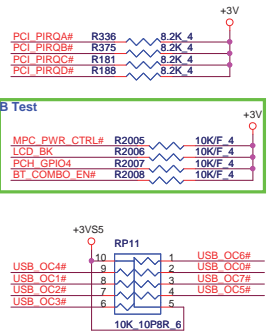 +3V
PCI_PIRQA# R336 8.2K_4
PCI_PIRQB# R375 8.2K_4
PCI_PIRQC# R181 8.2K_4
PCI_PIRQD# R188 8.2K_4
B Test
+3V
MPC_PWR_CTRL# R2005 10K/F_4
LCD_BK R2006 10K/F_4
PCH_GPIO4 R2007 10K/F_4
BT_COMBO_EN# R2008 10K/F_4
+3VS5
RP11
10 1 USB_OC6#
USB_OC4# 9 2 USB_OC0#
USB_OC1# 8 3 USB_OC7#
USB_OC2# 7 4 USB_OC5#
USB_OC3# 6 5
10K_10P8R_6